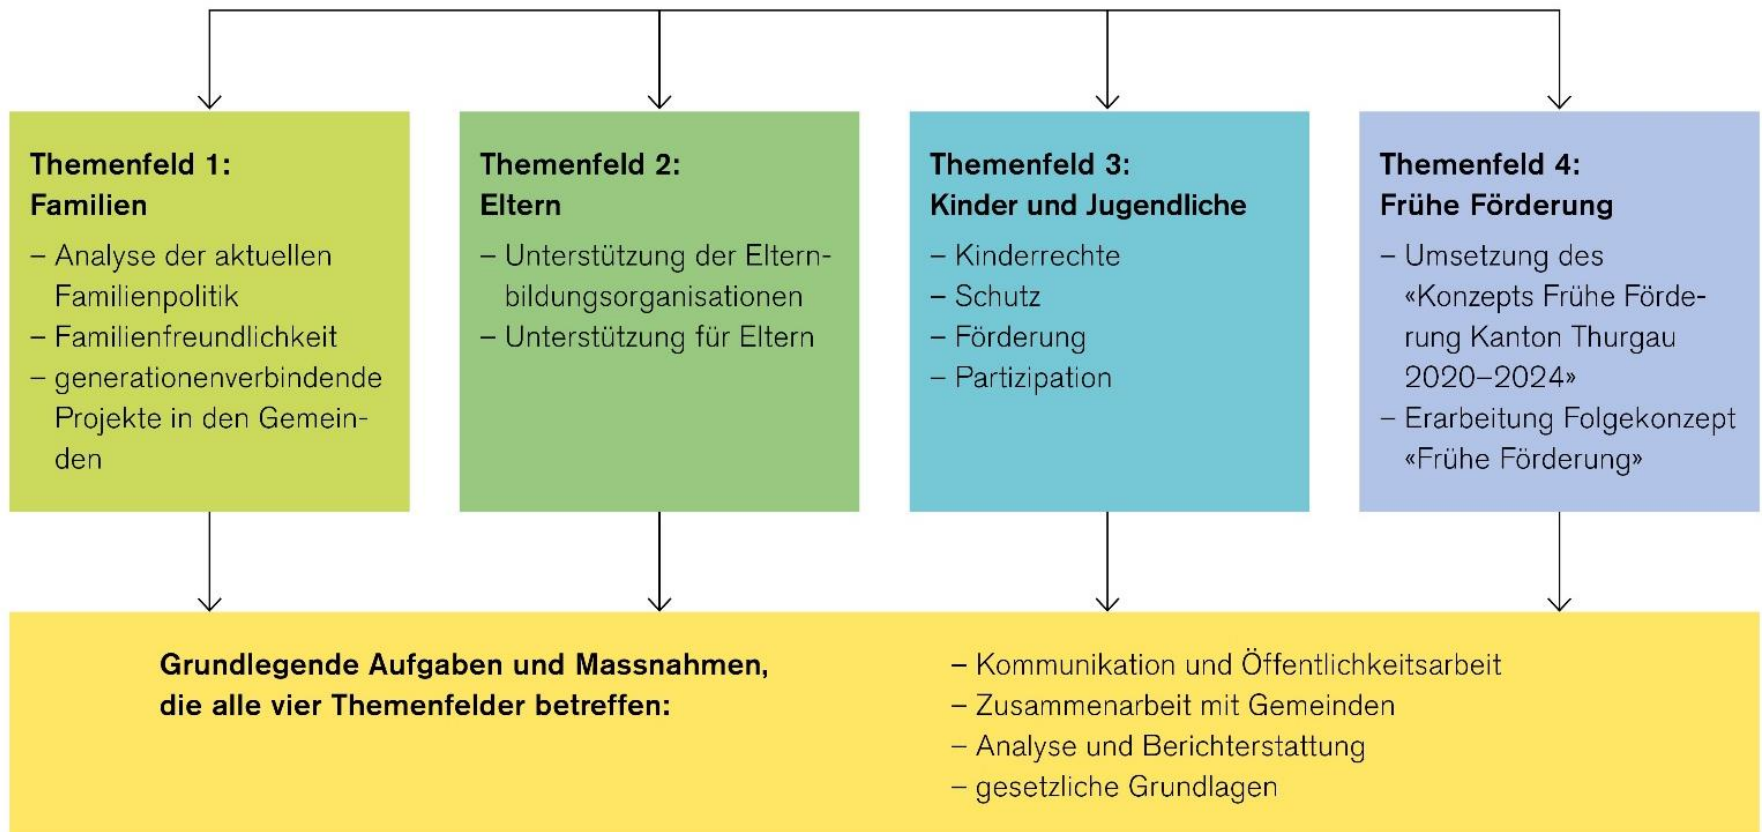 Themenfeld 1:
Familien
– Analyse der aktuellen
Familienpolitik
– Familienfreundlichkeit
– generationenverbindende
Projekte in den Gemein-
den
Themenfeld 2:
Eltern
– Unterstützung der Eltern-
bildungsorganisationen
– Unterstützung für Eltern
Themenfeld 3:
Kinder und Jugendliche
– Kinderrechte
– Schutz
– Förderung
– Partizipation
Themenfeld 4:
Frühe Förderung
– Umsetzung des
«Konzepts Frühe Förde-
rung Kanton Thurgau
2020–2024»
– Erarbeitung Folgekonzept
«Frühe Förderung»
Grundlegende Aufgaben und Massnahmen,
die alle vier Themenfelder betreffen:
– Kommunikation und Öffentlichkeitsarbeit
– Zusammenarbeit mit Gemeinden
– Analyse und Berichterstattung
– gesetzliche Grundlagen